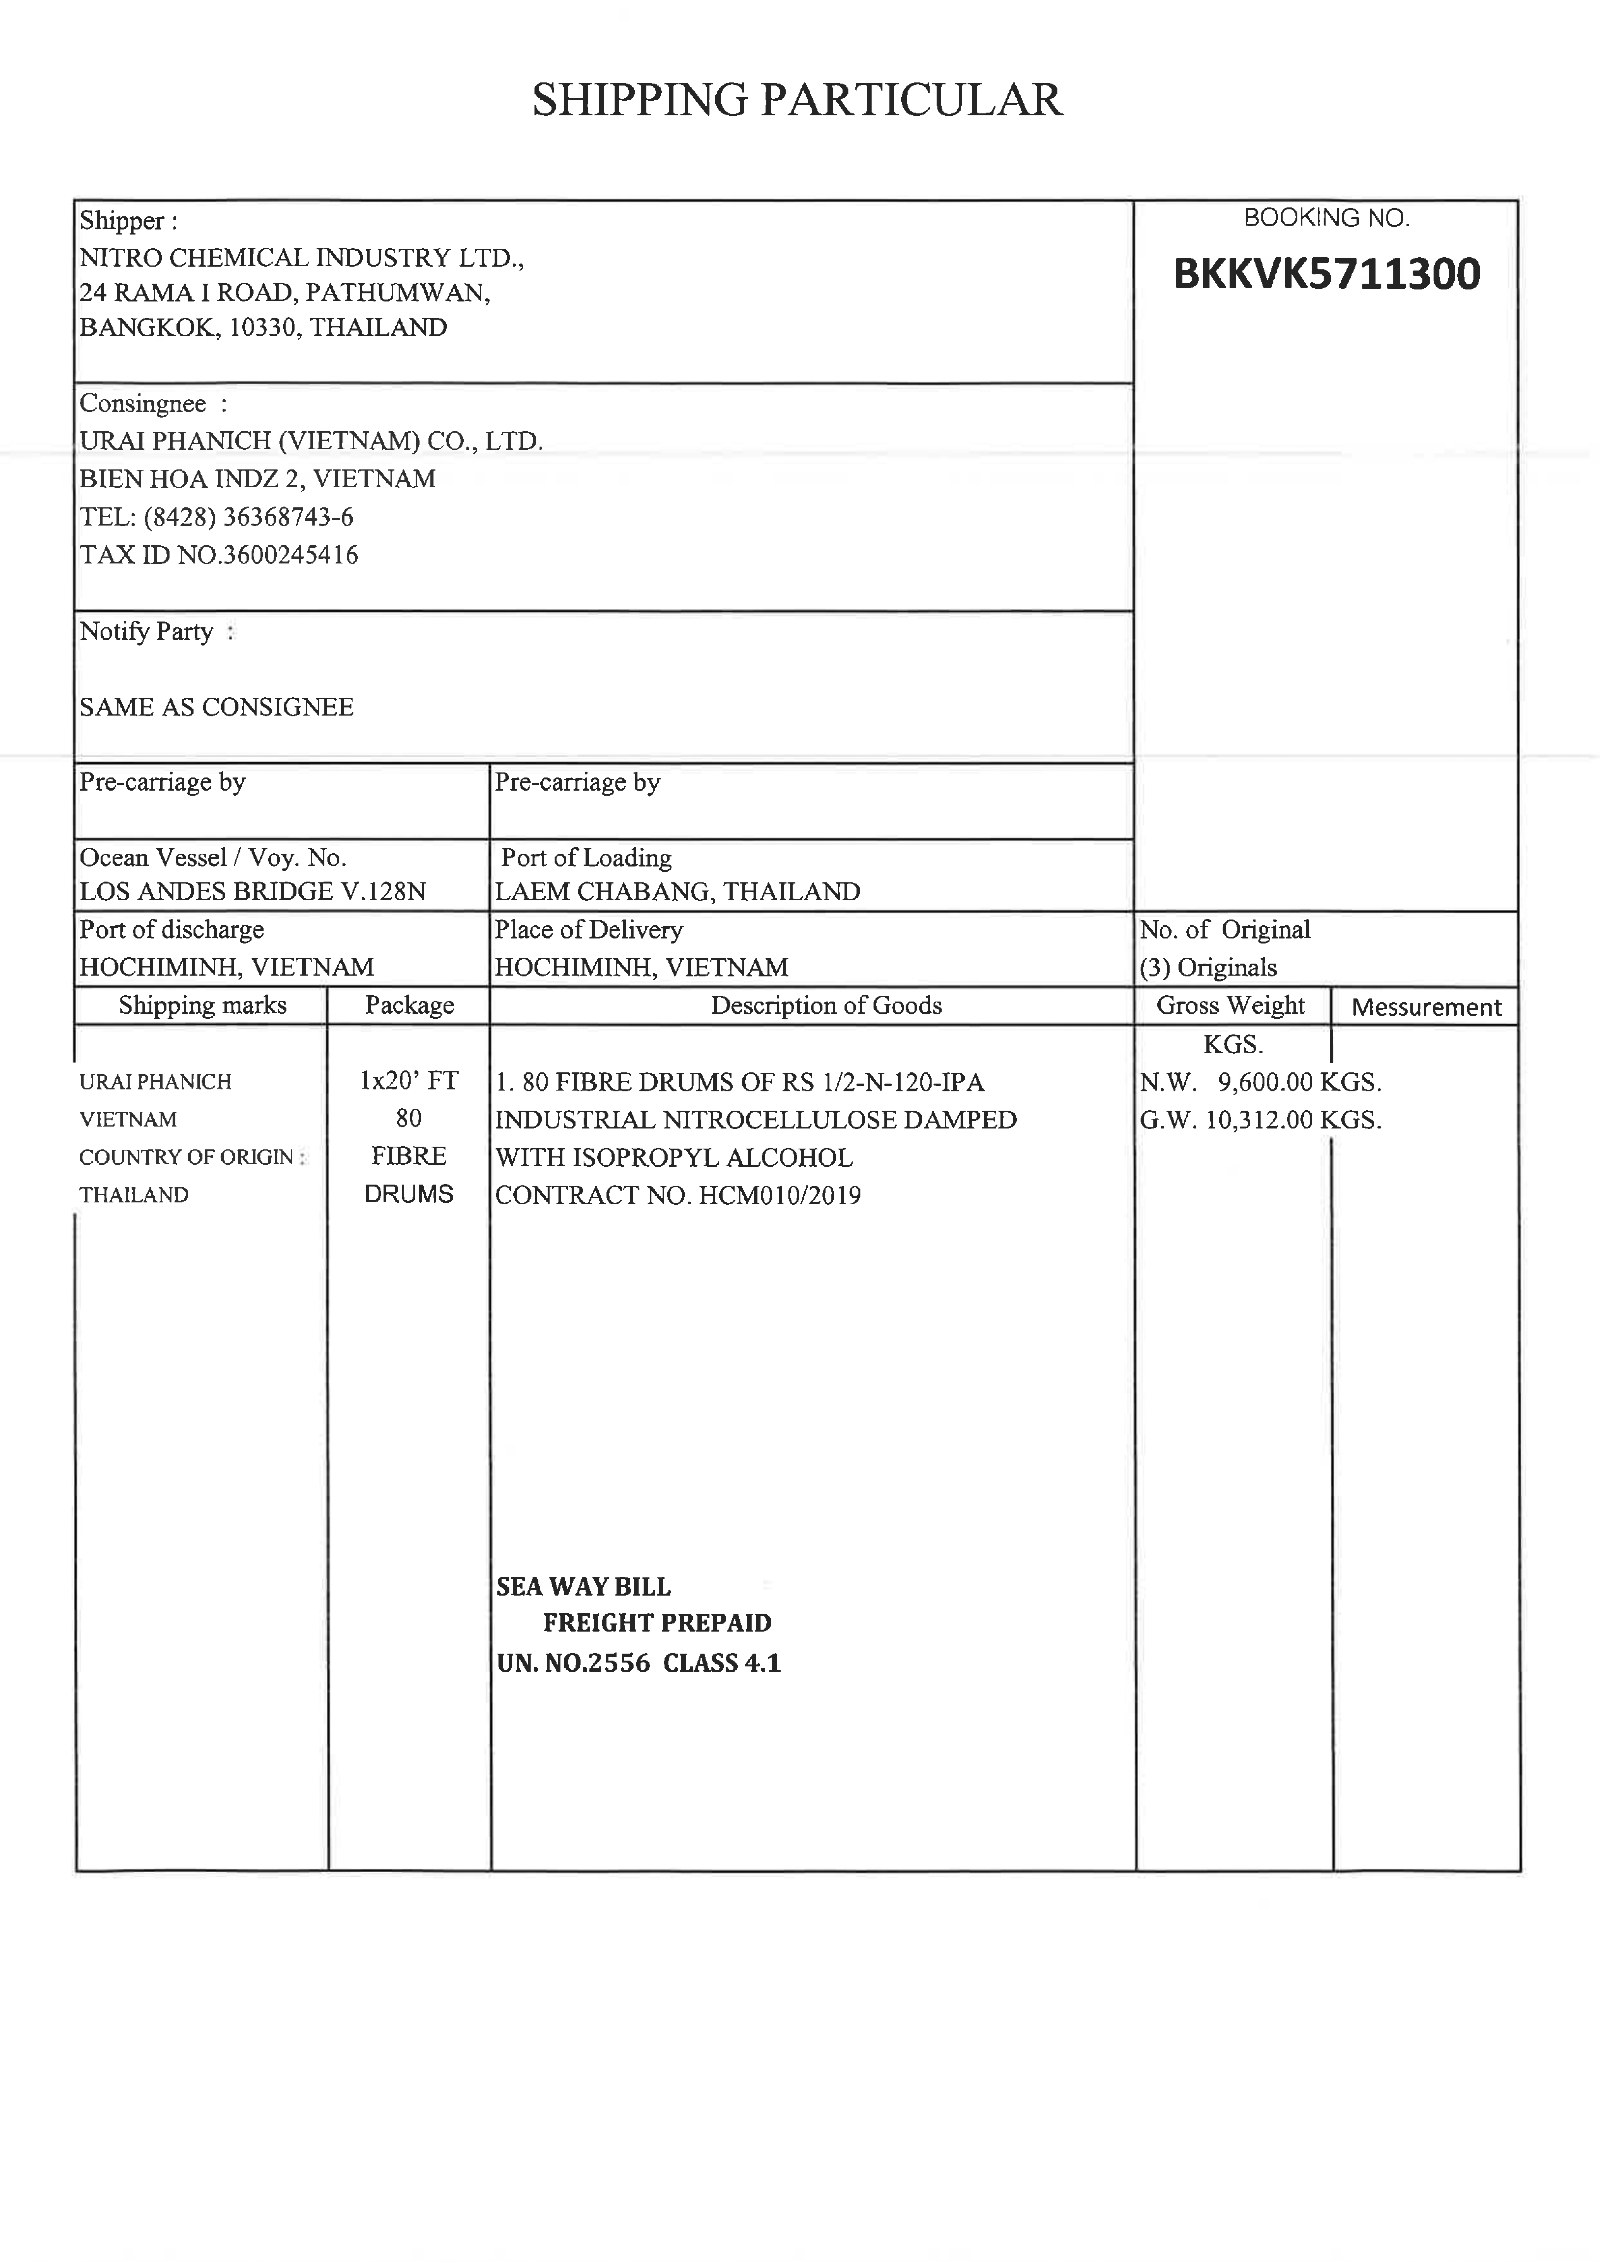 SHIPPING PARTICULAR
Shipper :
NITRO CHEMICAL INDUSTRY LTD.,
24 RAMA I ROAD, PATHUMWAN,
BANGKOK, 10330, THAILAND
BOOKING NO.
BKKVK5711300
Consingnee :
URAI PHANICH (VIETNAM) CO., LTD.
BIEN HOA INDZ 2, VIETNAM
TEL: (8428) 36368743-6
TAX ID NO.3600245416
Notify Party :
SAME AS CONSIGNEE
Pre-carriage by
Pre-carriage by
Ocean Vessel / Voy. No.
LOS ANDES BRIDGE V.128N
Port of Loading
LAEM CHABANG, THAILAND
Port of discharge
HOCHIMINH, VIETNAM
Place of Delivery
HOCHIMINH, VIETNAM
No. of Original
(3) Originals
Shipping marks Package Description of Goods Gross Weight Messurement
KGS.
URAI PHANICH 1x20' FT 1. 80 FIBRE DRUMS OF RS 1/2-N-120-IPA N.W. 9,600.00 KGS.
VIETNAM 80 INDUSTRIAL NITROCELLULOSE DAMPED G.W. 10,312.00 KGS.
COUNTRY OF ORIGIN : FIBRE WITH ISOPROPYL ALCOHOL
THAILAND DRUMS CONTRACT NO. HCM010/2019
SEA WAY BILL
FREIGHT PREPAID
UN. NO.2556 CLASS 4.1